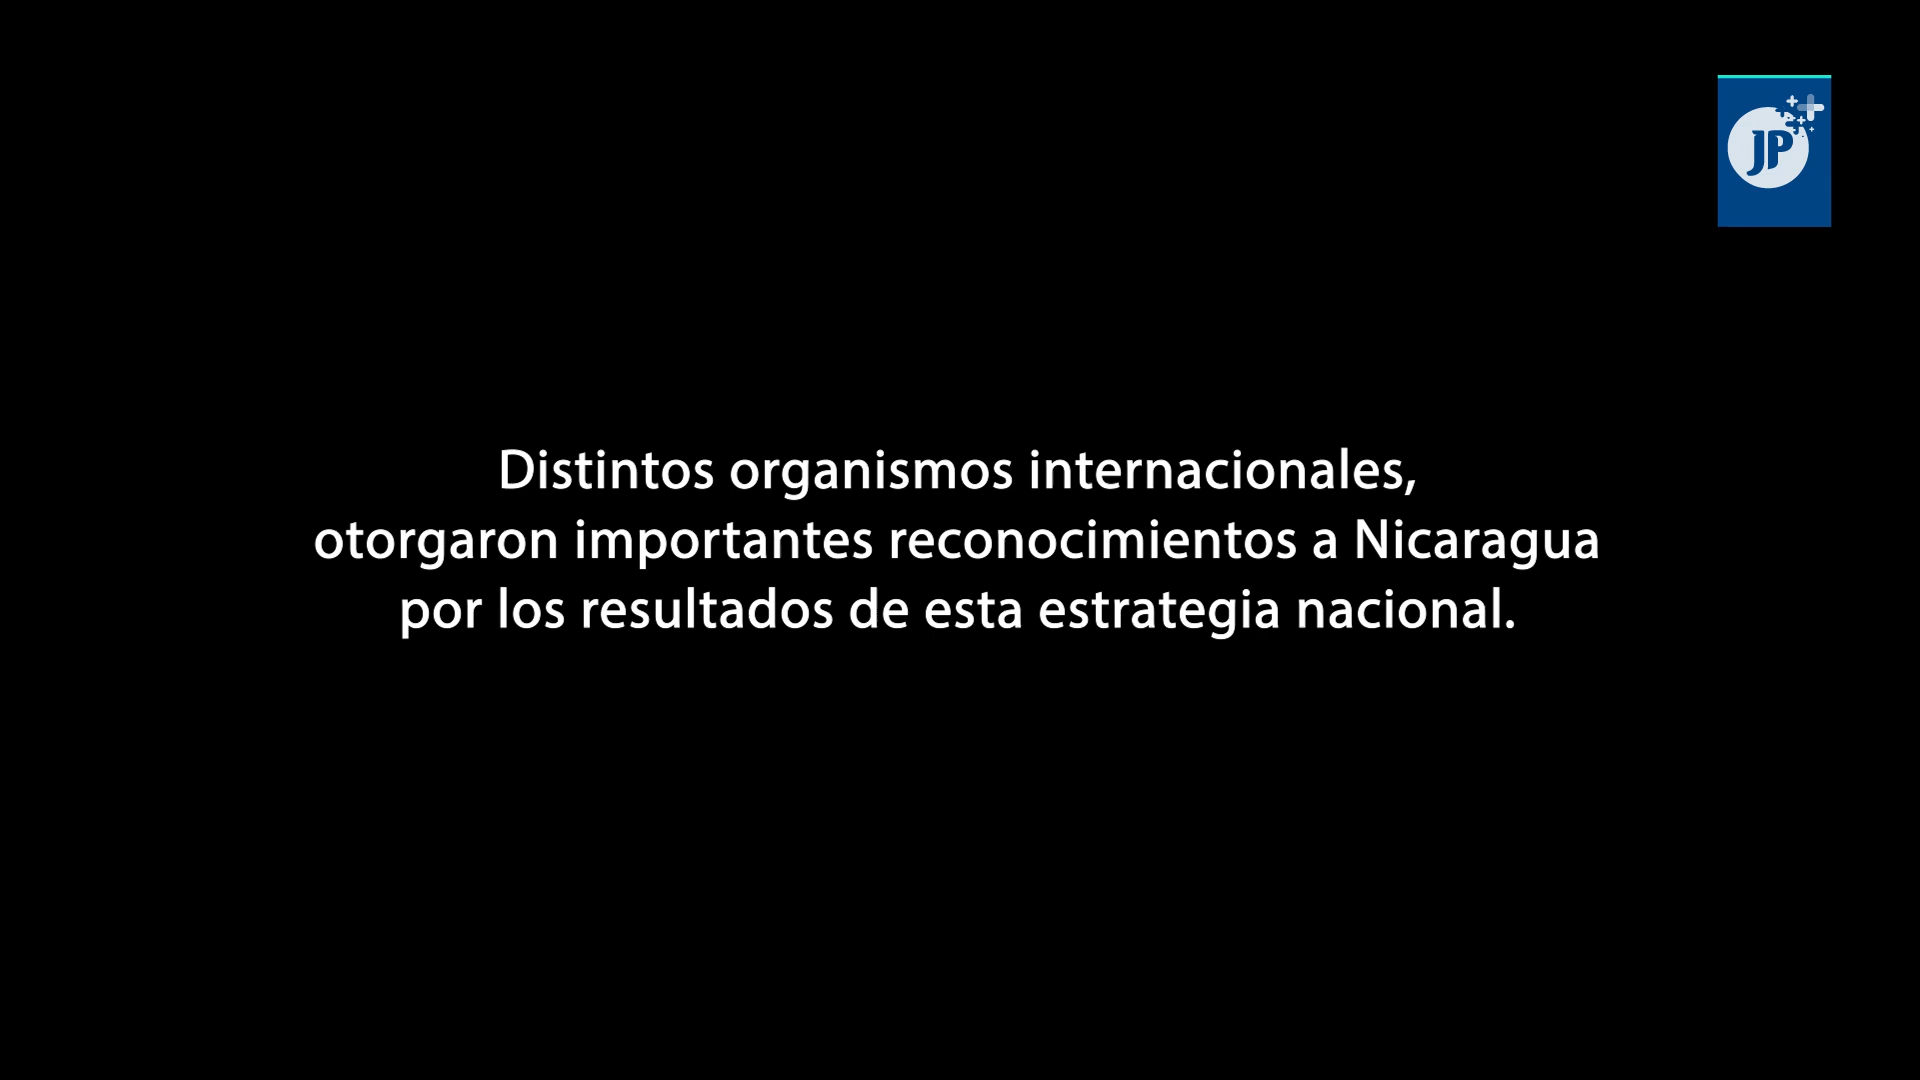 JP
Distintos organismos internacionales,
otorgaron importantes reconocimientos a Nicaragua
por los resultados de esta estrategia nacional.